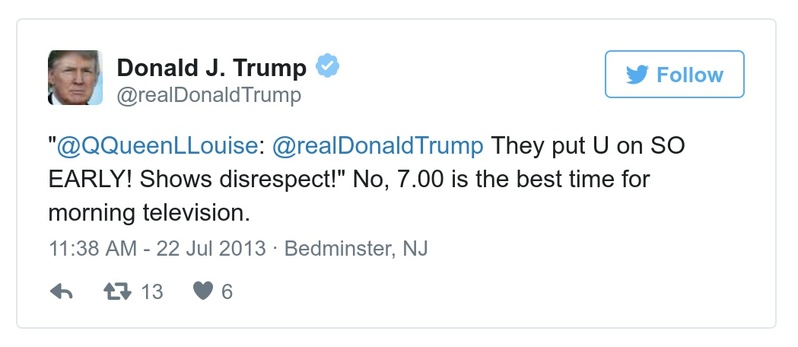 Donald J. Trump
@realDonaldTrump
Follow
"@QQueenLLouise: @realDonaldTrump They put U on SO
EARLY! Shows disrespect!" No, 7.00 is the best time for
morning television.
11:38 AM - 22 Jul 2013 · Bedminster, NJ
13 6